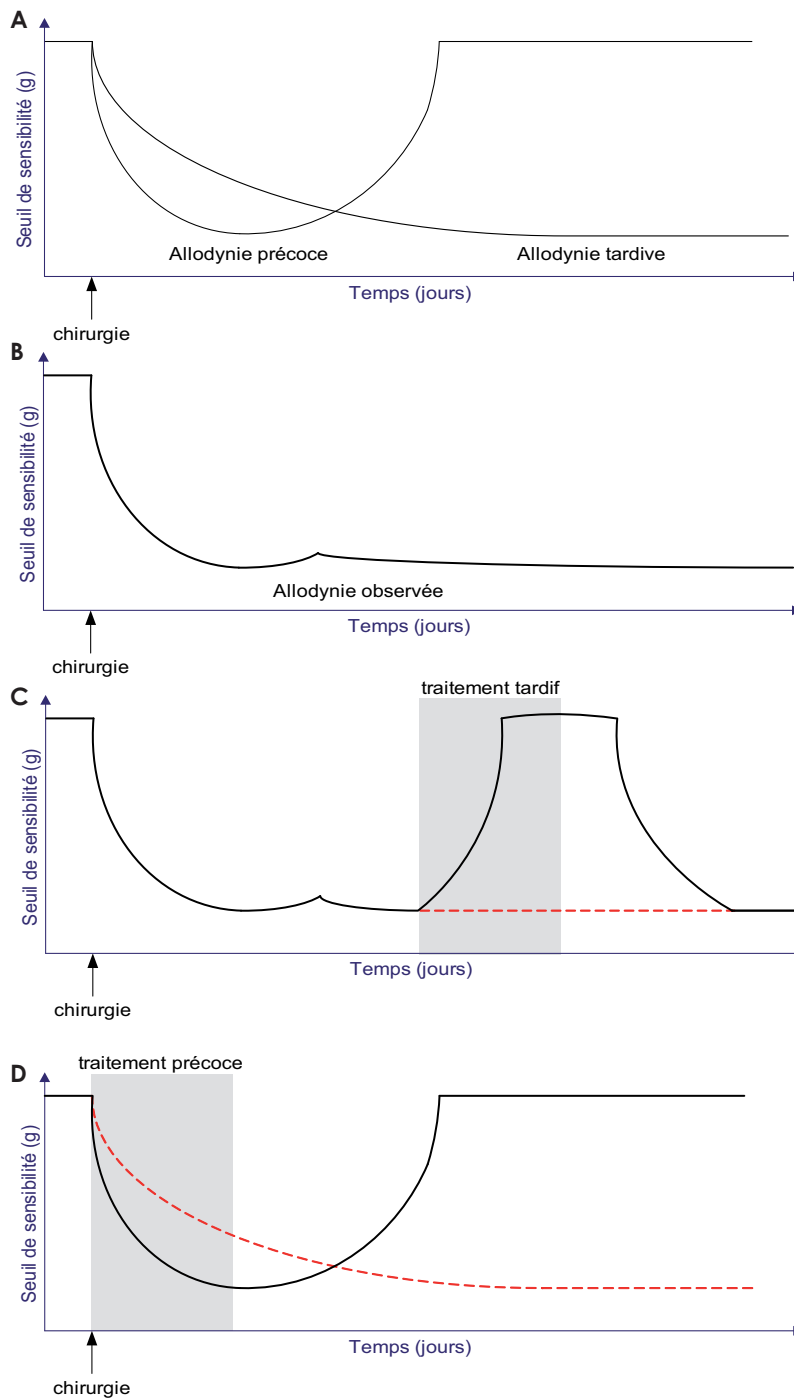 A
Seuil de sensibilité (g)
Allodynie précoce
Allodynie tardive
Temps (jours)
chirurgie
B
Seuil de sensibilité (g)
Allodynie observée
Temps (jours)
chirurgie
traitement tardif
C
Seuil de sensibilité (g)
Temps (jours)
chirurgie
traitement précoce
D
Seuil de sensibilité (g)
Temps (jours)
chirurgie